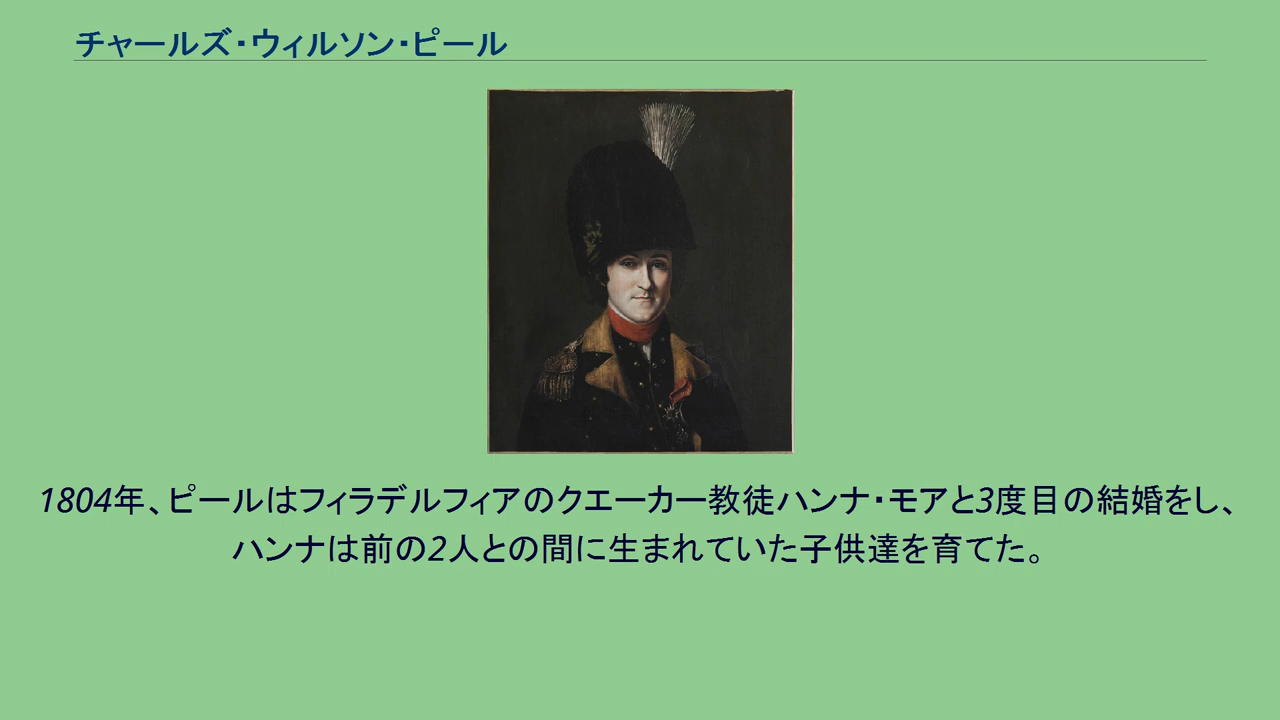 チャールズ・ウィルソン・ピール
1804年、ピールはフィラデルフィアのクエーカー教徒ハンナ・モアと3度目の結婚をし、
ハンナは前の2人との間に生まれていた子供達を育てた。